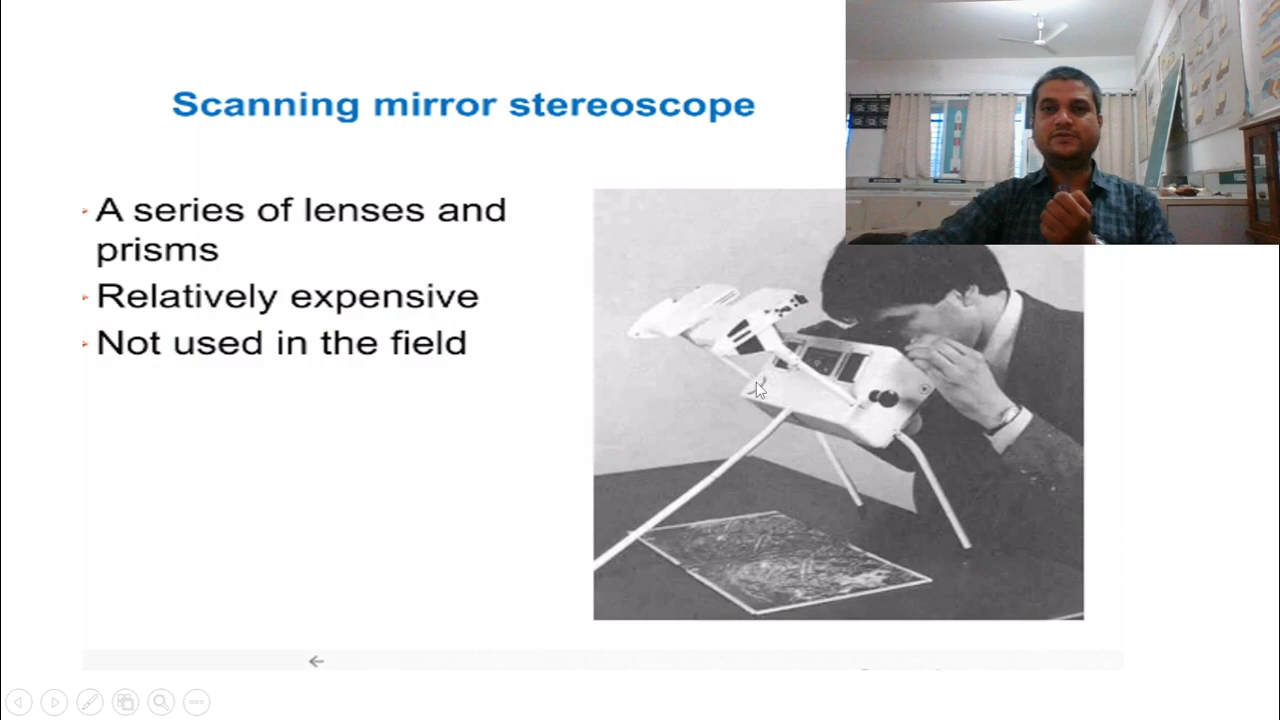 Scanning mirror stereoscope
A series of lenses and
prisms
Relatively expensive
Not used in the field